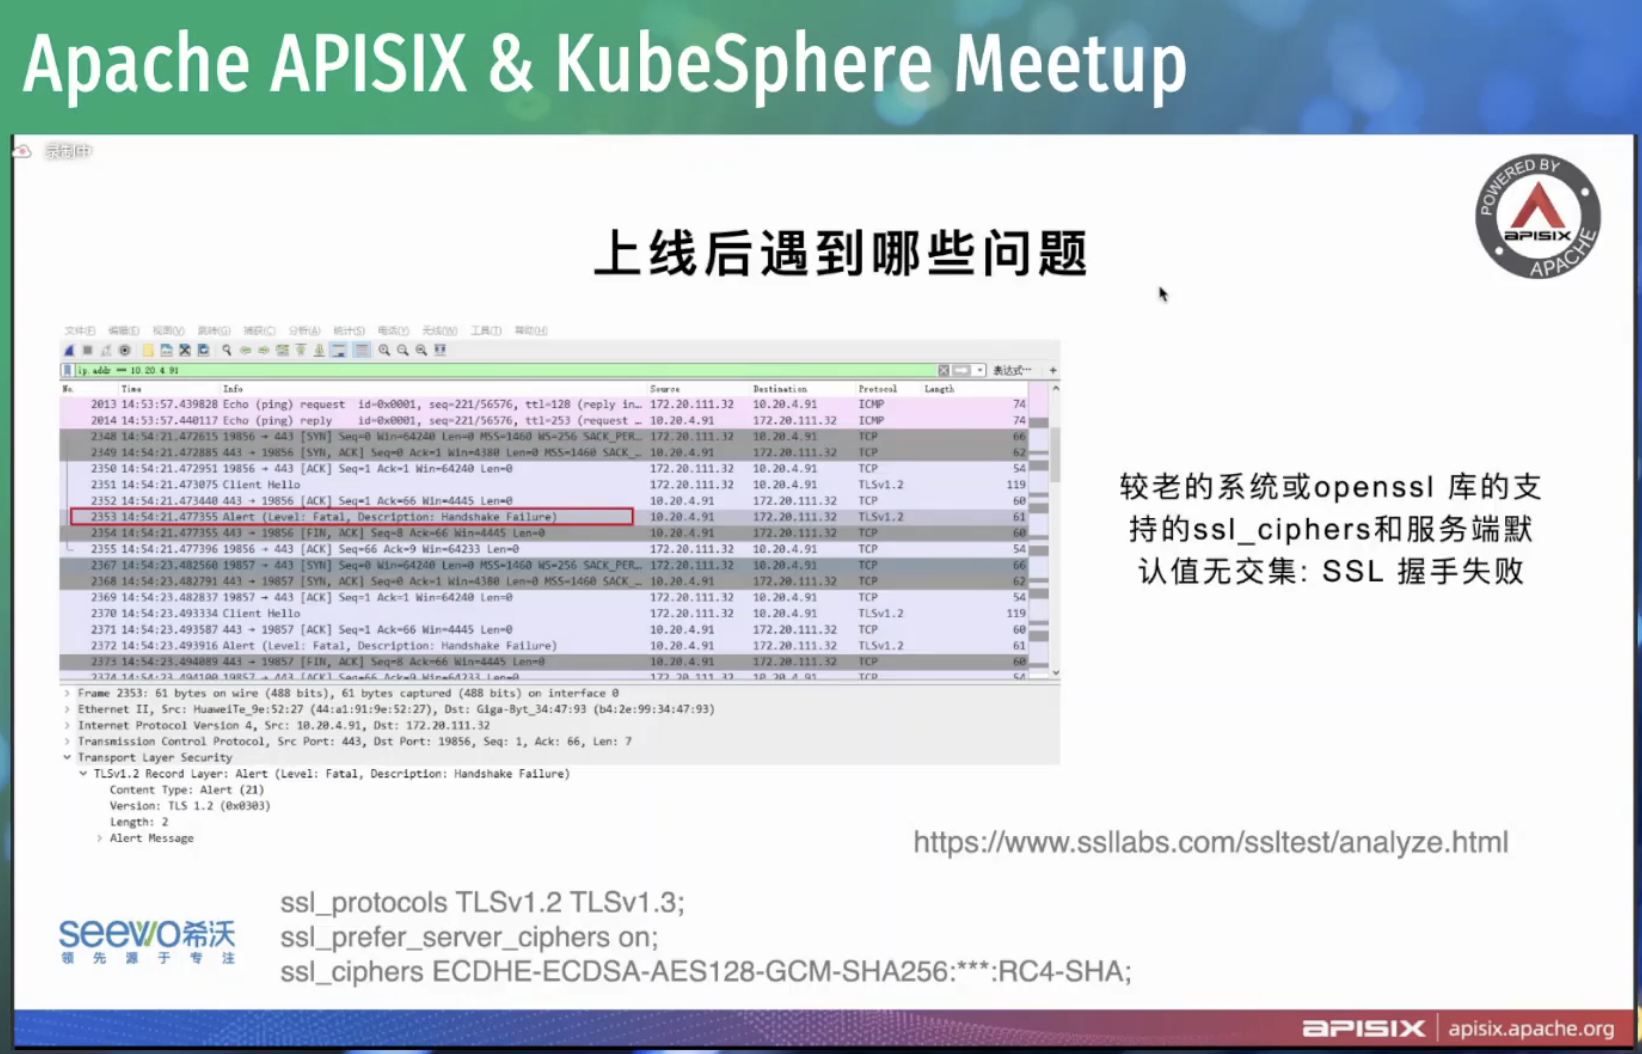 Apache APISIX & KubeSphere Meetup
录制中
POWERED BY
APISIX
APACHE
上线后遇到哪些问题
文件(F) 编辑(E) 视图(V) 跳转(G) 捕获(C) 分析(A) 统计(S) 电话(Y) 无线(W) 工具(T) 帮助(H)
ip.addr == 10.20.4.91 表达式…
No. Time Info Source Destination Protocol Length
2013 14:53:57.439828 Echo (ping) request id=0x0001, seq=221/56576, ttl=128 (reply in… 172.20.111.32 10.20.4.91 ICMP 74
2014 14:53:57.440117 Echo (ping) reply id=0x0001, seq=221/56576, ttl=253 (request … 10.20.4.91 172.20.111.32 ICMP 74
2348 14:54:21.472615 19856 → 443 [SYN] Seq=0 Win=64240 Len=0 MSS=1460 WS=256 SACK_PER… 172.20.111.32 10.20.4.91 TCP 66
2349 14:54:21.472885 443 → 19856 [SYN, ACK] Seq=0 Ack=1 Win=4380 Len=0 MSS=1460 SACK_… 10.20.4.91 172.20.111.32 TCP 62
2350 14:54:21.472951 19856 → 443 [ACK] Seq=1 Ack=1 Win=64240 Len=0 172.20.111.32 10.20.4.91 TCP 54
2351 14:54:21.473075 Client Hello 172.20.111.32 10.20.4.91 TLSv1.2 119
2352 14:54:21.473440 443 → 19856 [ACK] Seq=1 Ack=66 Win=4445 Len=0 10.20.4.91 172.20.111.32 TCP 60
2353 14:54:21.477355 Alert (Level: Fatal, Description: Handshake Failure) 10.20.4.91 172.20.111.32 TLSv1.2 61
2354 14:54:21.477355 443 → 19856 [FIN, ACK] Seq=8 Ack=66 Win=4445 Len=0 10.20.4.91 172.20.111.32 TCP 60
2355 14:54:21.477396 19856 → 443 [ACK] Seq=66 Ack=9 Win=64233 Len=0 172.20.111.32 10.20.4.91 TCP 54
2367 14:54:23.482560 19857 → 443 [SYN] Seq=0 Win=64240 Len=0 MSS=1460 WS=256 SACK_PER… 172.20.111.32 10.20.4.91 TCP 66
2368 14:54:23.482791 443 → 19857 [SYN, ACK] Seq=0 Ack=1 Win=4380 Len=0 MSS=1460 SACK_… 10.20.4.91 172.20.111.32 TCP 62
2369 14:54:23.482837 19857 → 443 [ACK] Seq=1 Ack=1 Win=64240 Len=0 172.20.111.32 10.20.4.91 TCP 54
2370 14:54:23.493334 Client Hello 172.20.111.32 10.20.4.91 TLSv1.2 119
2371 14:54:23.493587 443 → 19857 [ACK] Seq=1 Ack=66 Win=4445 Len=0 10.20.4.91 172.20.111.32 TCP 60
2372 14:54:23.493916 Alert (Level: Fatal, Description: Handshake Failure) 10.20.4.91 172.20.111.32 TLSv1.2 61
2373 14:54:23.494089 443 → 19857 [FIN, ACK] Seq=8 Ack=66 Win=4445 Len=0 10.20.4.91 172.20.111.32 TCP 60
2374 14:54:23.494100 19857 → 443 [ACK] Seq=66 Ack=9 Win=64233 Len=0 172.20.111.32 10.20.4.91 TCP 54
Frame 2353: 61 bytes on wire (488 bits), 61 bytes captured (488 bits) on interface 0
Ethernet II, Src: HuaweiTe_9e:52:27 (44:a1:91:9e:52:27), Dst: Giga-Byt_34:47:93 (b4:2e:99:34:47:93)
Internet Protocol Version 4, Src: 10.20.4.91, Dst: 172.20.111.32
Transmission Control Protocol, Src Port: 443, Dst Port: 19856, Seq: 1, Ack: 66, Len: 7
Transport Layer Security
TLSv1.2 Record Layer: Alert (Level: Fatal, Description: Handshake Failure)
Content Type: Alert (21)
Version: TLS 1.2 (0x0303)
Length: 2
Alert Message
较老的系统或openssl 库的支
持的ssl_ciphers和服务端默
认值无交集: SSL 握手失败
https://www.ssllabs.com/ssltest/analyze.html
seewo希沃
领先源于专注
ssl_protocols TLSv1.2 TLSv1.3;
ssl_prefer_server_ciphers on;
ssl_ciphers ECDHE-ECDSA-AES128-GCM-SHA256:***:RC4-SHA;
APISIX apisix.apache.org